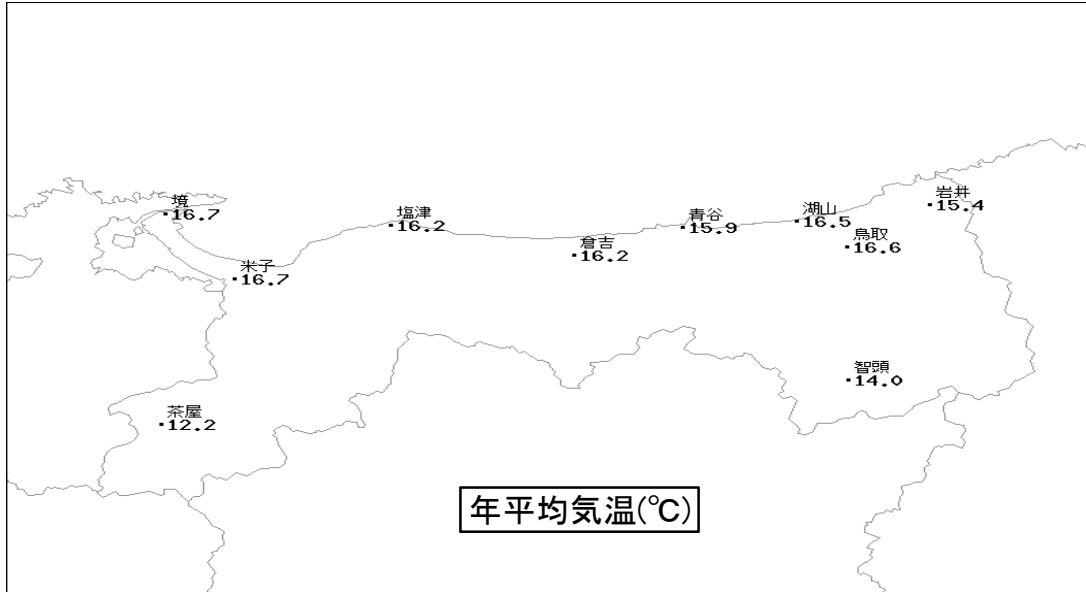 境
16.7
塩津
16.2
米子
16.7
倉吉
16.2
青谷
15.9
湖山
16.5
鳥取
16.6
岩井
15.4
智頭
14.0
茶屋
12.2
年平均気温(℃)